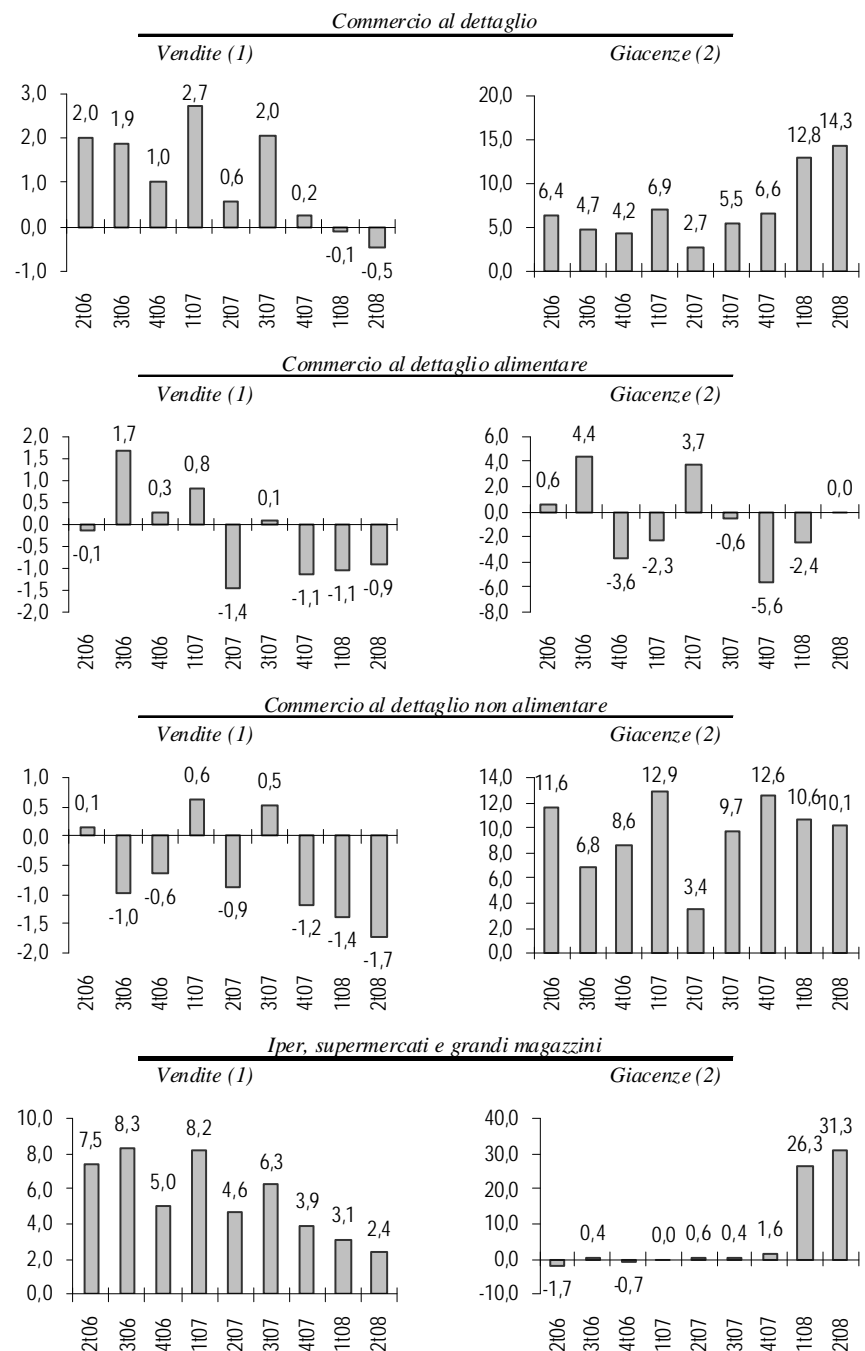 Commercio al dettaglio
Vendite (1)
3,0
2,0
1,0
0,0
-1,0
2,0
1,9
1,0
2,7
0,6
2,0
0,2
-0,1
-0,5
2t06
3t06
4t06
1t07
2t07
3t07
4t07
1t08
2t08
Giacenze (2)
20,0
15,0
10,0
5,0
0,0
6,4
4,7
4,2
6,9
2,7
5,5
6,6
12,8
14,3
2t06
3t06
4t06
1t07
2t07
3t07
4t07
1t08
2t08
Commercio al dettaglio alimentare
Vendite (1)
2,0
1,5
1,0
0,5
0,0
-0,5
-1,0
-1,5
-2,0
-0,1
1,7
0,3
0,8
-1,4
0,1
-1,1
-1,1
-0,9
2t06
3t06
4t06
1t07
2t07
3t07
4t07
1t08
2t08
Giacenze (2)
6,0
4,0
2,0
0,0
-2,0
-4,0
-6,0
-8,0
0,6
4,4
-3,6
-2,3
3,7
-0,6
-5,6
-2,4
0,0
2t06
3t06
4t06
1t07
2t07
3t07
4t07
1t08
2t08
Commercio al dettaglio non alimentare
Vendite (1)
1,0
0,5
0,0
-0,5
-1,0
-1,5
-2,0
0,1
-1,0
-0,6
0,6
-0,9
0,5
-1,2
-1,4
-1,7
2t06
3t06
4t06
1t07
2t07
3t07
4t07
1t08
2t08
Giacenze (2)
14,0
12,0
10,0
8,0
6,0
4,0
2,0
0,0
11,6
6,8
8,6
12,9
3,4
9,7
12,6
10,6
10,1
2t06
3t06
4t06
1t07
2t07
3t07
4t07
1t08
2t08
Iper, supermercati e grandi magazzini
Vendite (1)
10,0
8,0
6,0
4,0
2,0
0,0
7,5
8,3
5,0
8,2
4,6
6,3
3,9
3,1
2,4
2t06
3t06
4t06
1t07
2t07
3t07
4t07
1t08
2t08
Giacenze (2)
40,0
30,0
20,0
10,0
0,0
-10,0
-1,7
0,4
-0,7
0,0
0,6
0,4
1,6
26,3
31,3
2t06
3t06
4t06
1t07
2t07
3t07
4t07
1t08
2t08